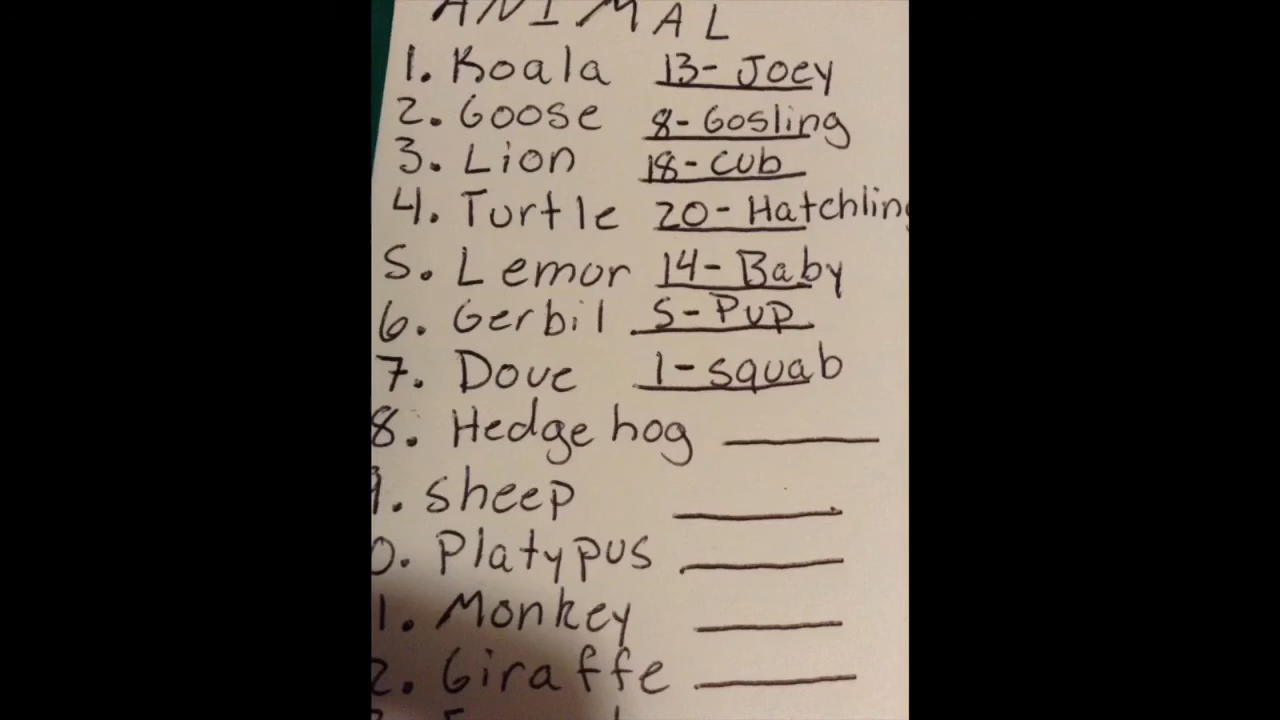 ANIMAL
1. Koala 13- Joey
2. Goose 8- Gosling
3. Lion 18- Cub
4. Turtle 20- Hatchling
5. Lemor 14- Baby
6. Gerbil 5- Pup
7. Dove 1- squab
8. Hedge hog
9. sheep
0. Platypus
1. Monkey
2. Giraffe